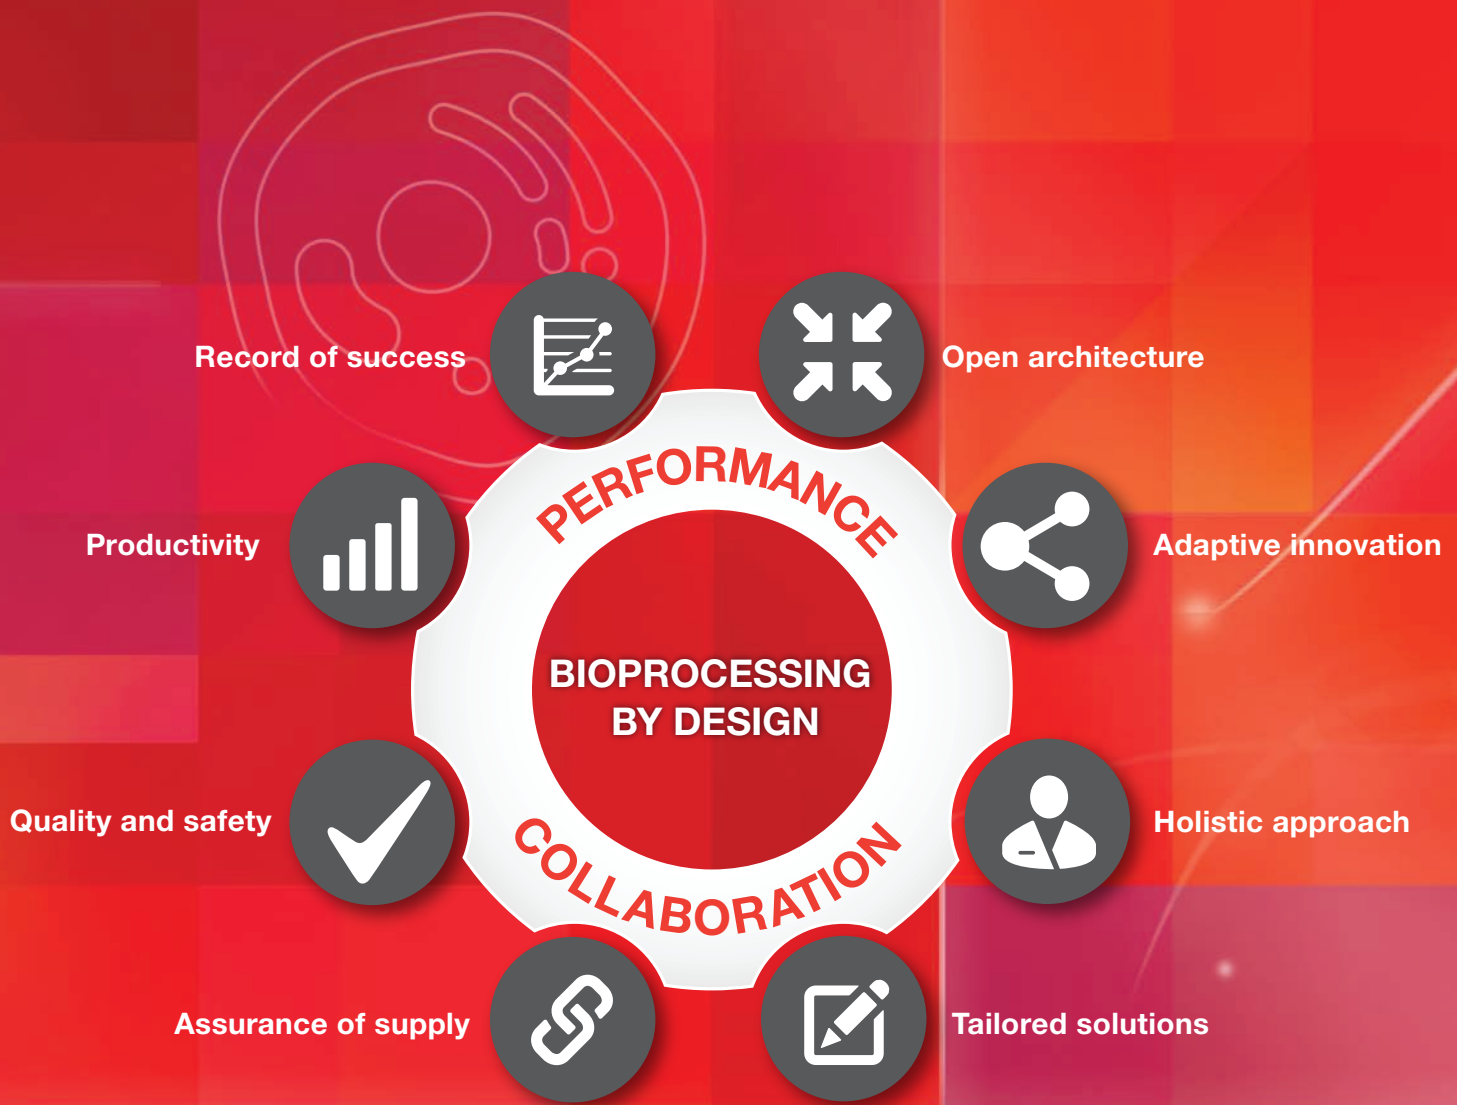 Record of success
Open architecture
PERFORMANCE
Productivity
Adaptive innovation
BIOPROCESSING
BY DESIGN
Quality and safety
Holistic approach
COLLABORATION
Assurance of supply
Tailored solutions